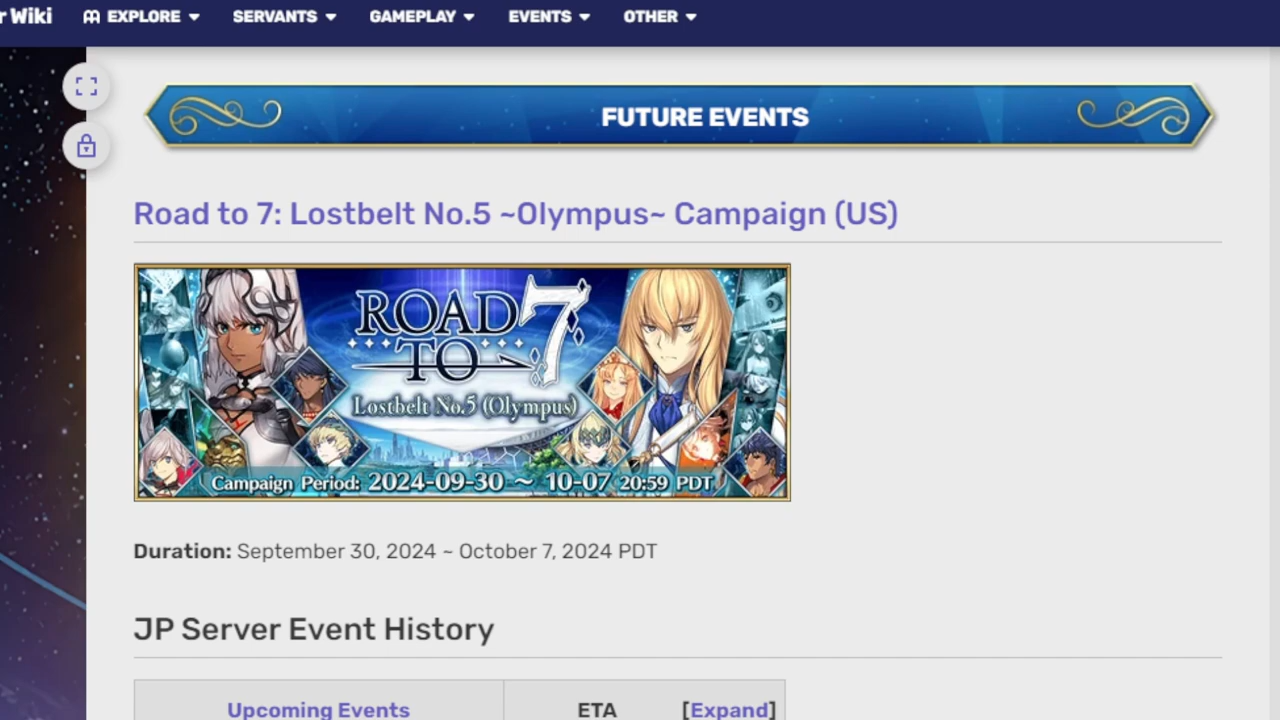 Wiki EXPLORE SERVANTS GAMEPLAY EVENTS OTHER
FUTURE EVENTS
Road to 7: Lostbelt No.5 ~Olympus~ Campaign (US)
ROAD
TO 7
Lostbelt No.5 (Olympus)
Campaign Period: 2024-09-30 ~ 10-07 20:59 PDT
Duration: September 30, 2024 ~ October 7, 2024 PDT
JP Server Event History
Upcoming Events ETA [Expand]